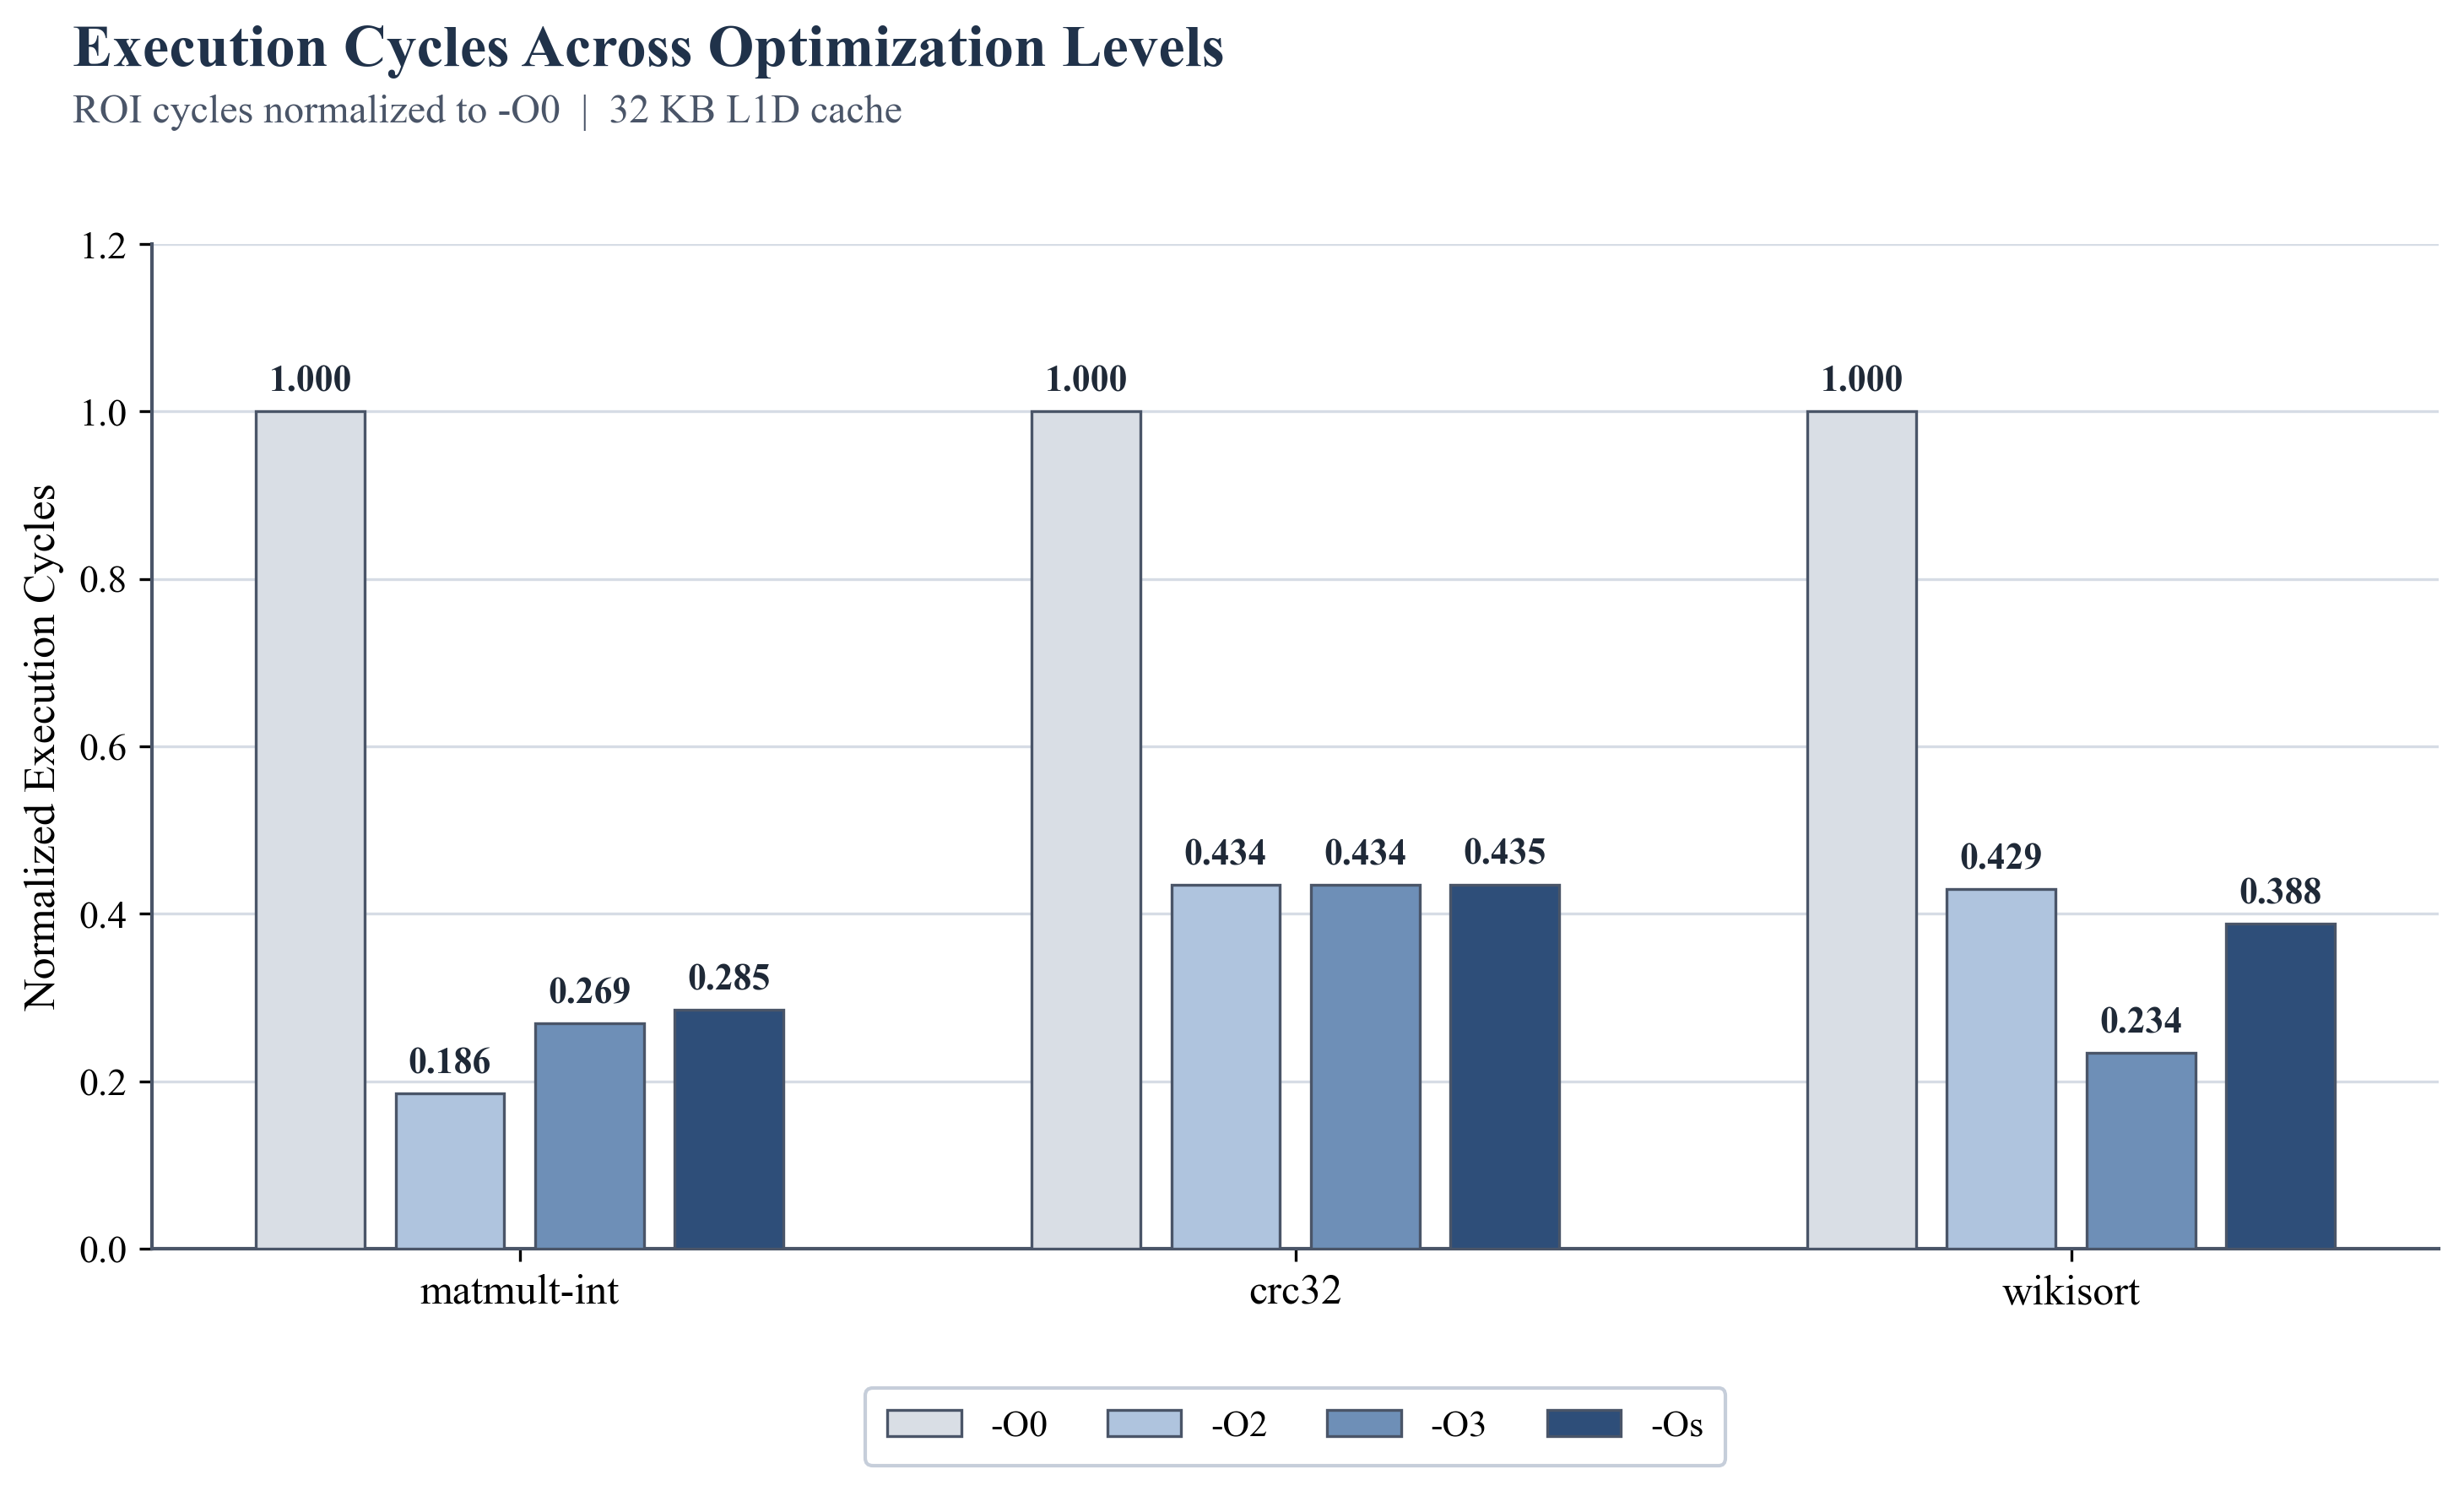 Execution Cycles Across Optimization Levels
ROI cycles normalized to -O0 | 32 KB L1D cache
Normalized Execution Cycles
1.2
1.0
0.8
0.6
0.4
0.2
0.0
1.000
0.186
0.269
0.285
1.000
0.434
0.434
0.435
1.000
0.429
0.234
0.388
matmult-int
crc32
wikisort
-O0
-O2
-O3
-Os